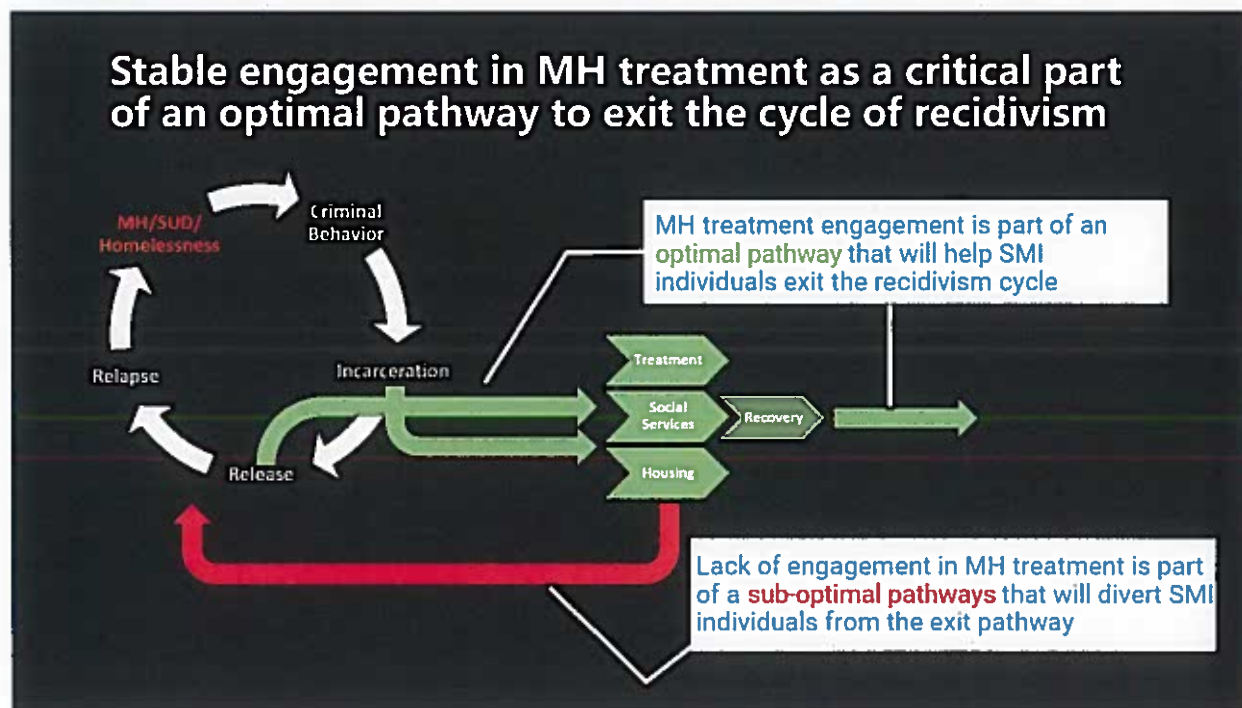 Stable engagement in MH treatment as a critical part
of an optimal pathway to exit the cycle of recidivism
MH/SUD/
Homelessness
Criminal
Behavior
MH treatment engagement is part of an
optimal pathway that will help SMI
individuals exit the recidivism cycle
Relapse
Incarceration
Treatment
Social
Services
Recovery
Release
Housing
Lack of engagement in MH treatment is part
of a sub-optimal pathways that will divert SMI
individuals from the exit pathway